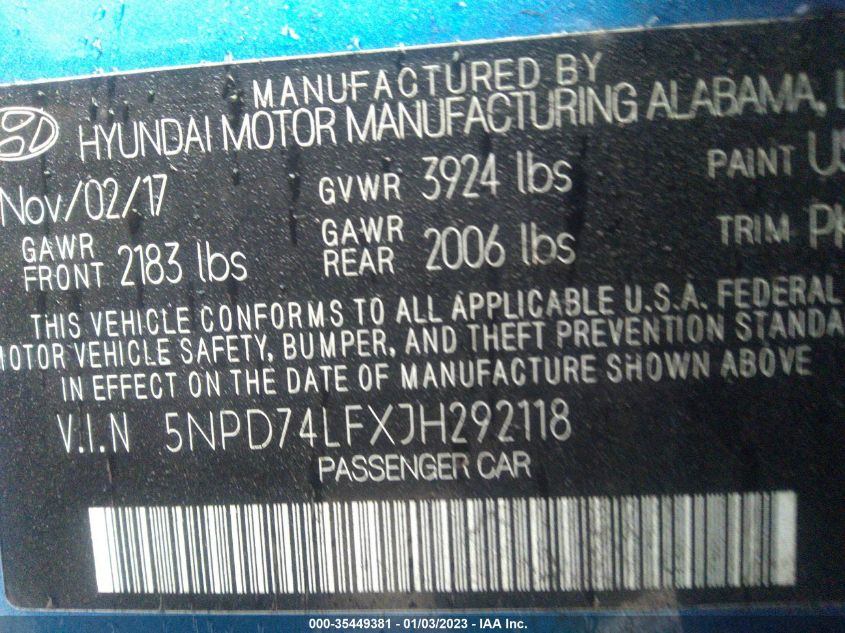 MANUFACTURED BY
HYUNDAI MOTOR MANUFACTURING ALABAMA,
Nov/02/17 GVWR 3924 lbs PAINT
GAWR FRONT 2183 lbs GAWR REAR 2006 lbs TRIM
THIS VEHICLE CONFORMS TO ALL APPLICABLE U.S.A. FEDERAL
MOTOR VEHICLE SAFETY, BUMPER, AND THEFT PREVENTION STANDA
IN EFFECT ON THE DATE OF MANUFACTURE SHOWN ABOVE
V.I.N 5NPD74LFXJH292118
PASSENGER CAR
000-35449381 - 01/03/2023 - IAA Inc.